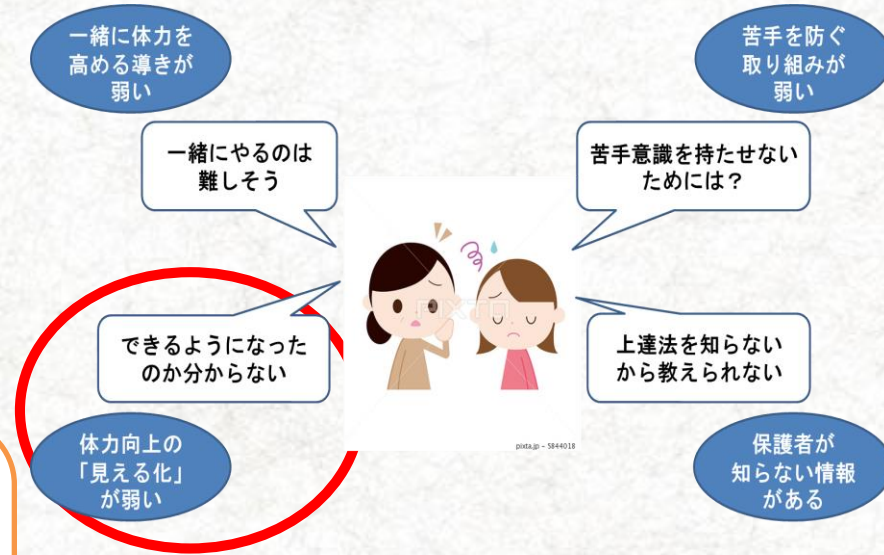 一緒に体力を
高める導きが
弱い
苦手を防ぐ
取り組みが
弱い
一緒にやるのは
難しそう
苦手意識を持たせない
ためには？
できるようになった
のか分からない
上達法を知らない
から教えられない
体力向上の
「見える化」
が弱い
保護者が
知らない情報
がある
PIXTA
pixta.jp - 5844018